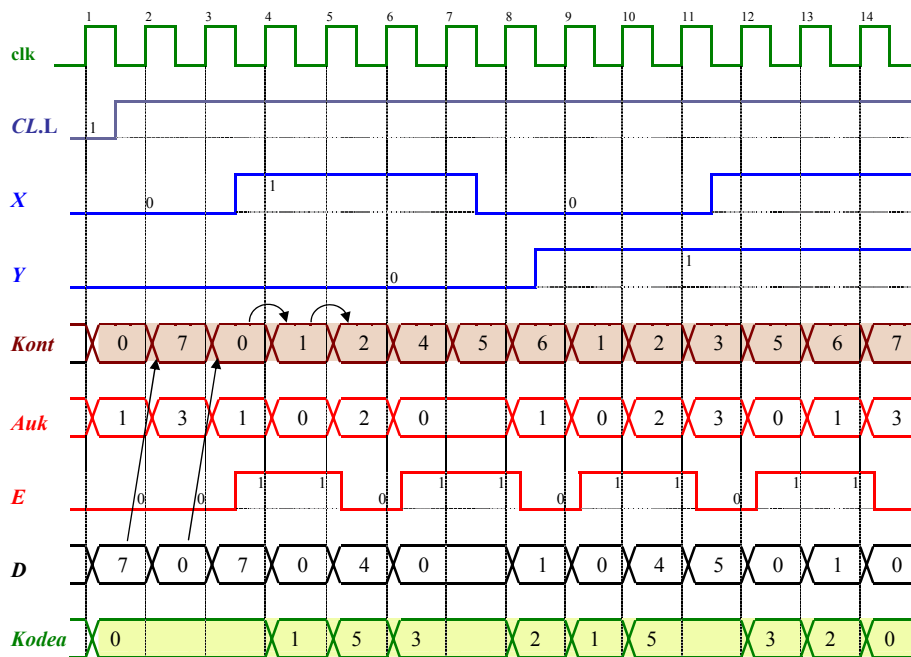 1 2 3 4 5 6 7 8 9 10 11 12 13 14
clk
CL.L 1
X 0 1 0
Y 0 1
Kont 0 7 0 1 2 4 5 6 1 2 3 5 6 7
Auk 1 3 1 0 2 0 1 0 2 3 0 1 3
E 0 0 1 1 0 1 1 0 1 1 0 1 1
D 7 0 7 0 4 0 1 0 4 5 0 1 0
Kodea 0 1 5 3 2 1 5 3 2 0